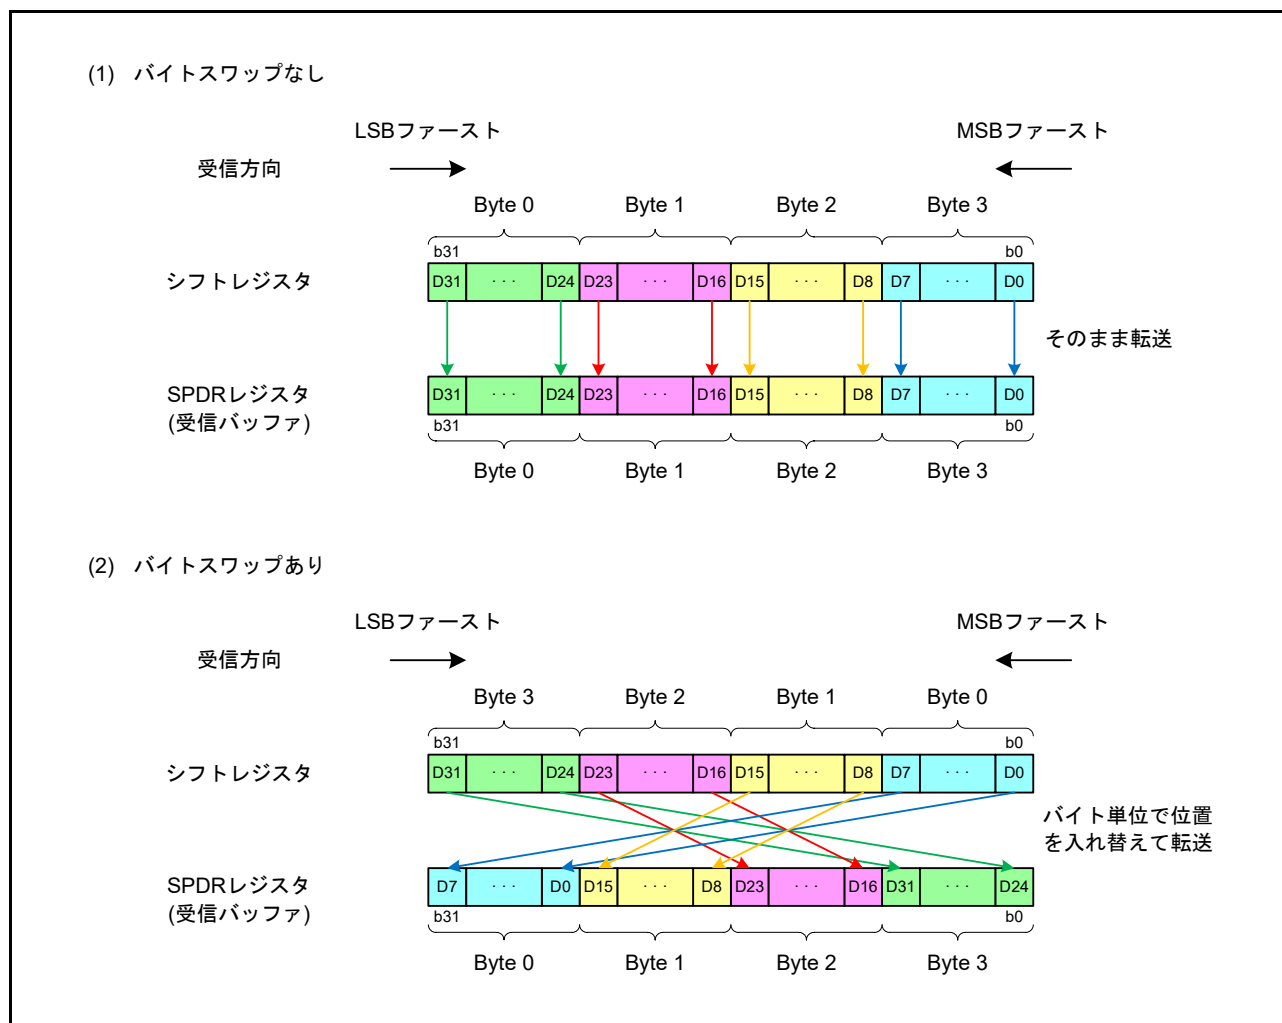 (1) バイトスワップなし
LSBファースト MSBファースト
受信方向
Byte 0 Byte 1 Byte 2 Byte 3
b31 b0
シフトレジスタ D31 ··· D24 D23 ··· D16 D15 ··· D8 D7 ··· D0
そのまま転送
SPDRレジスタ D31 ··· D24 D23 ··· D16 D15 ··· D8 D7 ··· D0
(受信バッファ) b31 b0
Byte 0 Byte 1 Byte 2 Byte 3
(2) バイトスワップあり
LSBファースト MSBファースト
受信方向
Byte 3 Byte 2 Byte 1 Byte 0
b31 b0
シフトレジスタ D31 ··· D24 D23 ··· D16 D15 ··· D8 D7 ··· D0
バイト単位で位置
を入れ替えて転送
SPDRレジスタ D7 ··· D0 D15 ··· D8 D23 ··· D16 D31 ··· D24
(受信バッファ) b31 b0
Byte 0 Byte 1 Byte 2 Byte 3